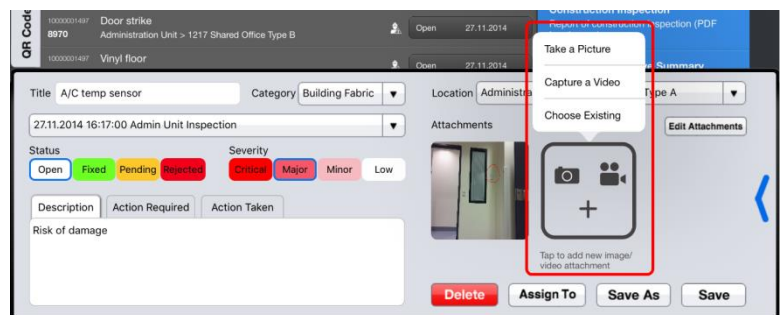 QR Code
10000001497 Door strike
8970 Administration Unit > 1217 Shared Office Type B
Open 27.11.2014
10000001497 Vinyl floor
Open 27.11.2014
Construction Inspection
Report of construction inspection (PDF
Summary
Take a Picture
Capture a Video
Choose Existing
Title A/C temp sensor
Category Building Fabric
Location Administra
Type A
27.11.2014 16:17:00 Admin Unit Inspection
Attachments
Edit Attachments
Status
Severity
Open Fixed Pending Rejected
Critical Major Minor Low
Description Action Required Action Taken
Risk of damage
Tap to add new image/
video attachment
Delete Assign To Save As Save